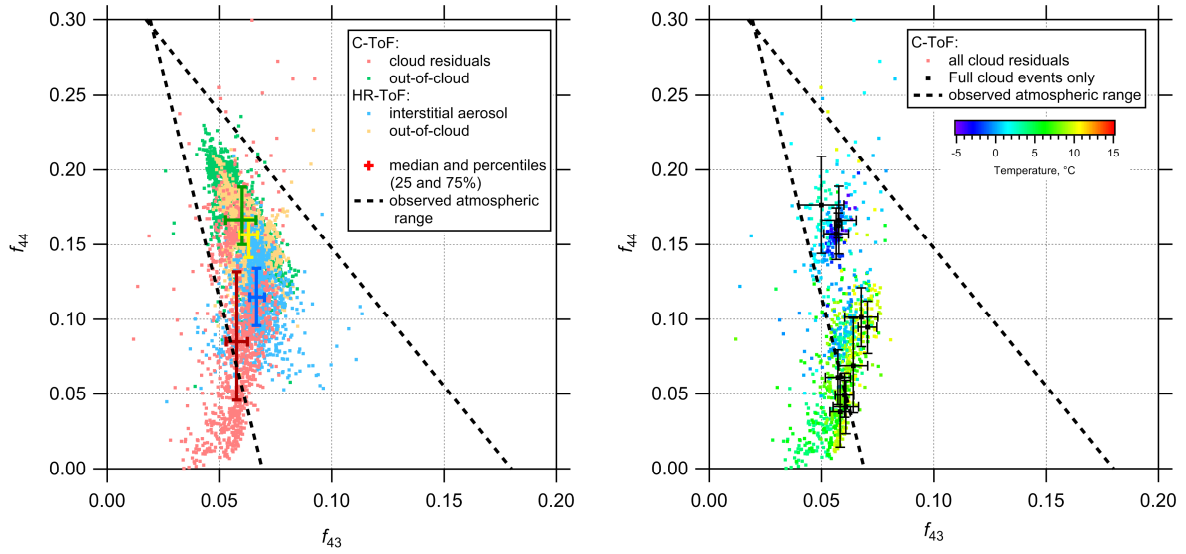 0.30
0.25
0.20
0.15
0.10
0.05
0.00
f44
0.00
0.05
0.10
0.15
0.20
f43
C-ToF:
cloud residuals
out-of-cloud
HR-ToF:
interstitial aerosol
out-of-cloud
median and percentiles
(25 and 75%)
observed atmospheric
range
0.30
0.25
0.20
0.15
0.10
0.05
0.00
f44
0.00
0.05
0.10
0.15
0.20
f43
C-ToF:
all cloud residuals
Full cloud events only
observed atmospheric range
-5 0 5 10 15
Temperature, °C